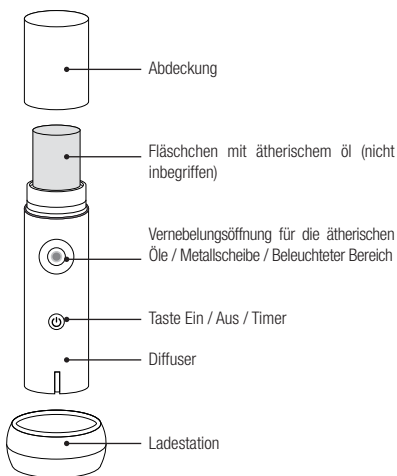 Abdeckung
Fläschchen mit ätherischem öl (nicht
inbegriffen)
Vernebelungsöffnung für die ätherischen
Öle / Metallscheibe / Beleuchteter Bereich
Taste Ein / Aus / Timer
Diffuser
Ladestation